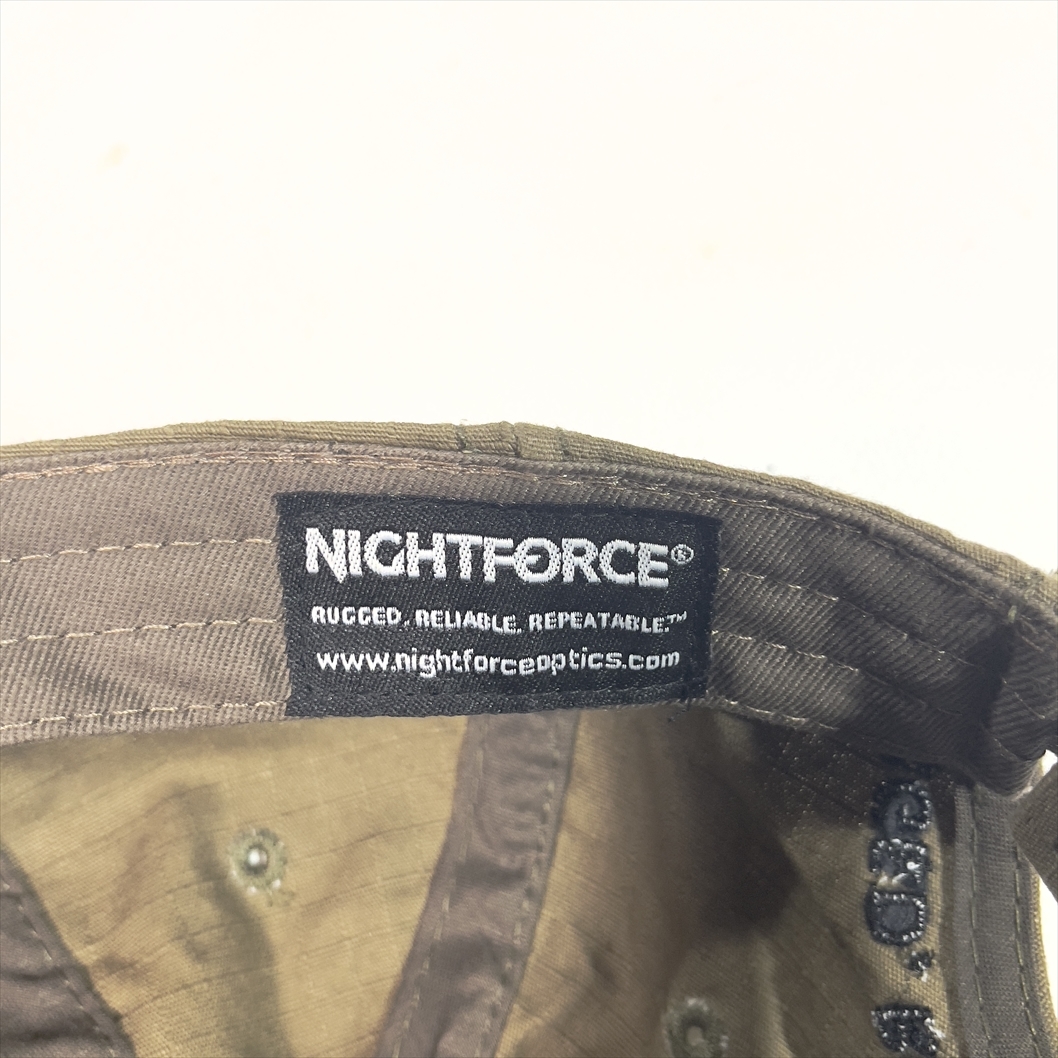 NIGHTFORCE®
RUGGED. RELIABLE. REPEATABLE.™
www.nightforceoptics.com